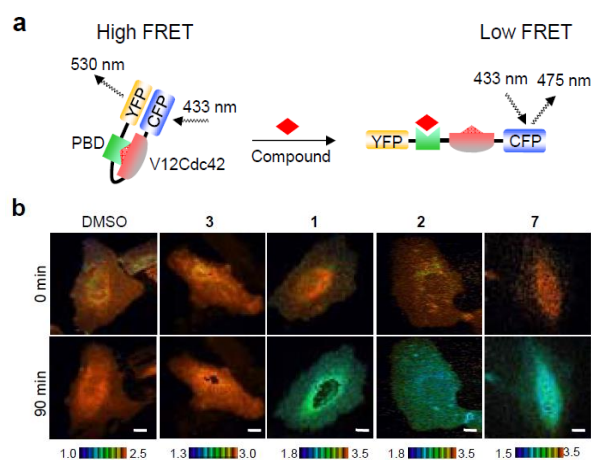 a
High FRET
Low FRET
530 nm
YFP
CFP
433 nm
PBD
V12Cdc42
Compound
433 nm
475 nm
YFP
CFP
b
DMSO 3 1 2 7
0 min
90 min
1.0 2.5 1.3 3.0 1.8 3.5 1.8 3.5 1.5 3.5